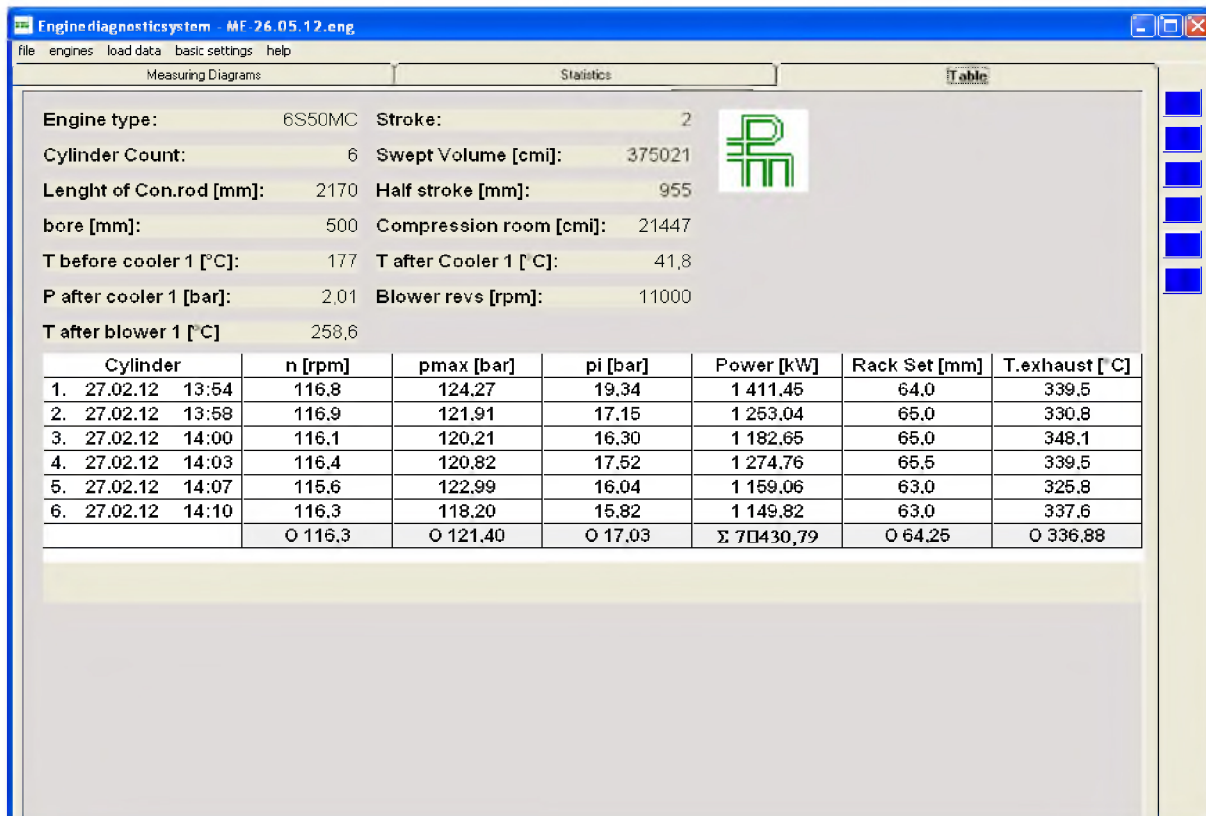 Enginediagnosticsystem - ME-26.05.12.eng
file engines load data basic settings help
Measuring Diagrams Statistics Table
Engine type: 6S50MC Stroke: 2
Cylinder Count: 6 Swept Volume [cmi]: 375021
Lenght of Con.rod [mm]: 2170 Half stroke [mm]: 955
bore [mm]: 500 Compression room [cmi]: 21447
T before cooler 1 [°C]: 177 T after Cooler 1 [°C]: 41,8
P after cooler 1 [bar]: 2,01 Blower revs [rpm]: 11000
T after blower 1 [°C] 258,6
Cylinder n [rpm] pmax [bar] pi [bar] Power [kW] Rack Set [mm] T.exhaust [°C]
1. 27.02.12 13:54 116,8 124,27 19,34 1 411,45 64,0 339,5
2. 27.02.12 13:58 116,9 121,91 17,15 1 253,04 65,0 330,8
3. 27.02.12 14:00 116,1 120,21 16,30 1 182,65 65,0 348,1
4. 27.02.12 14:03 116,4 120,82 17,52 1 274,76 65,5 339,5
5. 27.02.12 14:07 115,6 122,99 16,04 1 159,06 63,0 325,8
6. 27.02.12 14:10 116,3 118,20 15,82 1 149,82 63,0 337,6
O 116,3 O 121,40 O 17,03 Σ 7□430,79 O 64,25 O 336,88